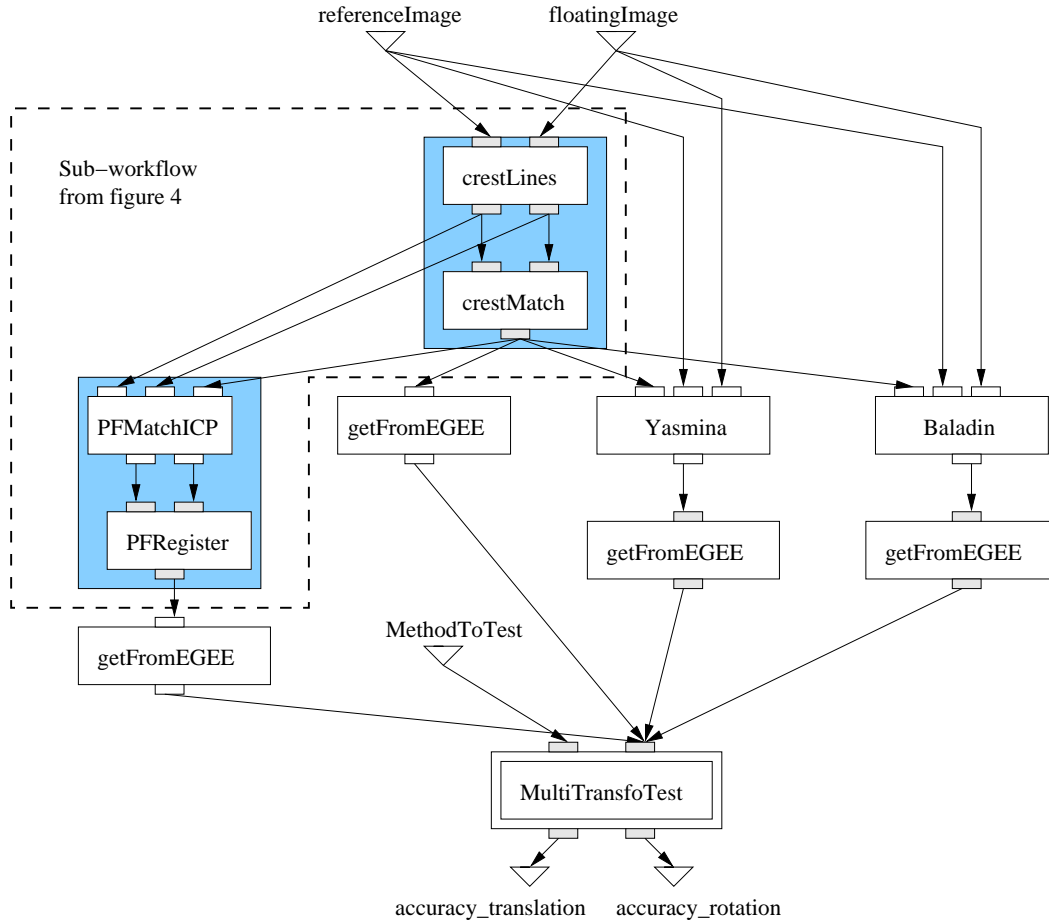 referenceImage
floatingImage
Sub−workflow
from figure 4
crestLines
crestMatch
PFMatchICP
getFromEGEE
Yasmina
Baladin
PFRegister
getFromEGEE
getFromEGEE
MethodToTest
getFromEGEE
MultiTransfoTest
accuracy_translation
accuracy_rotation